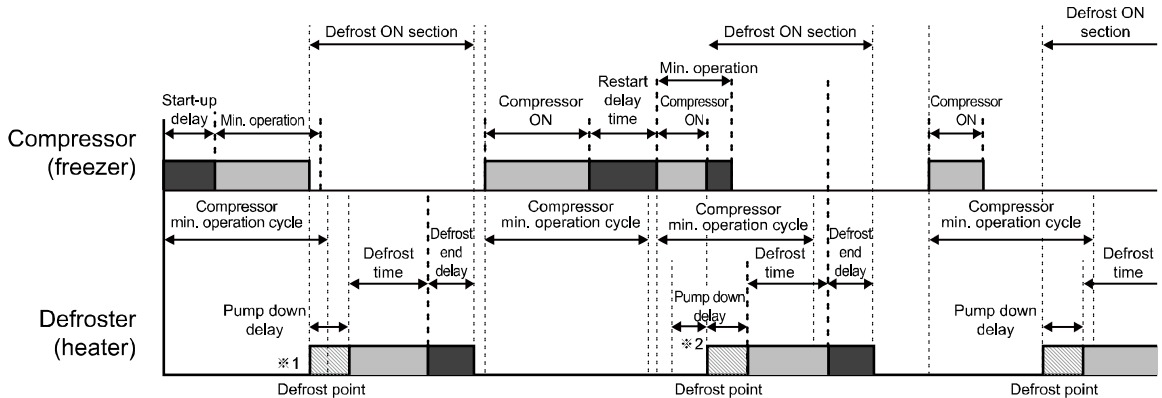 Defrost ON section
Defrost ON section
Defrost ON
section
Start-up
delay
Min. operation
Compressor
ON
Restart
delay
time
Min. operation
Compressor
ON
Compressor
ON
Compressor
(freezer)
Compressor
min. operation cycle
Compressor
min. operation cycle
Compressor
min. operation cycle
Compressor
min. operation cycle
Defrost
time
Defrost
end
delay
Defrost
time
Defrost
end
delay
Defrost
time
Pump down
delay
Pump down
delay
Pump down
delay
Defroster
(heater)
※1
※2
Defrost point
Defrost point
Defrost point